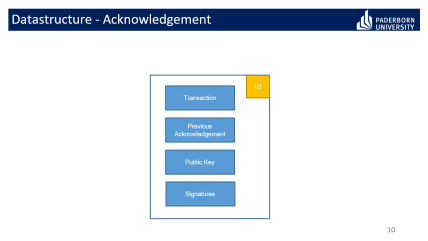 Datastructure - Acknowledgement
PADERBORN
UNIVERSITY
ID
Transaction
Previous
Acknowledgement
Public Key
Signatures
10